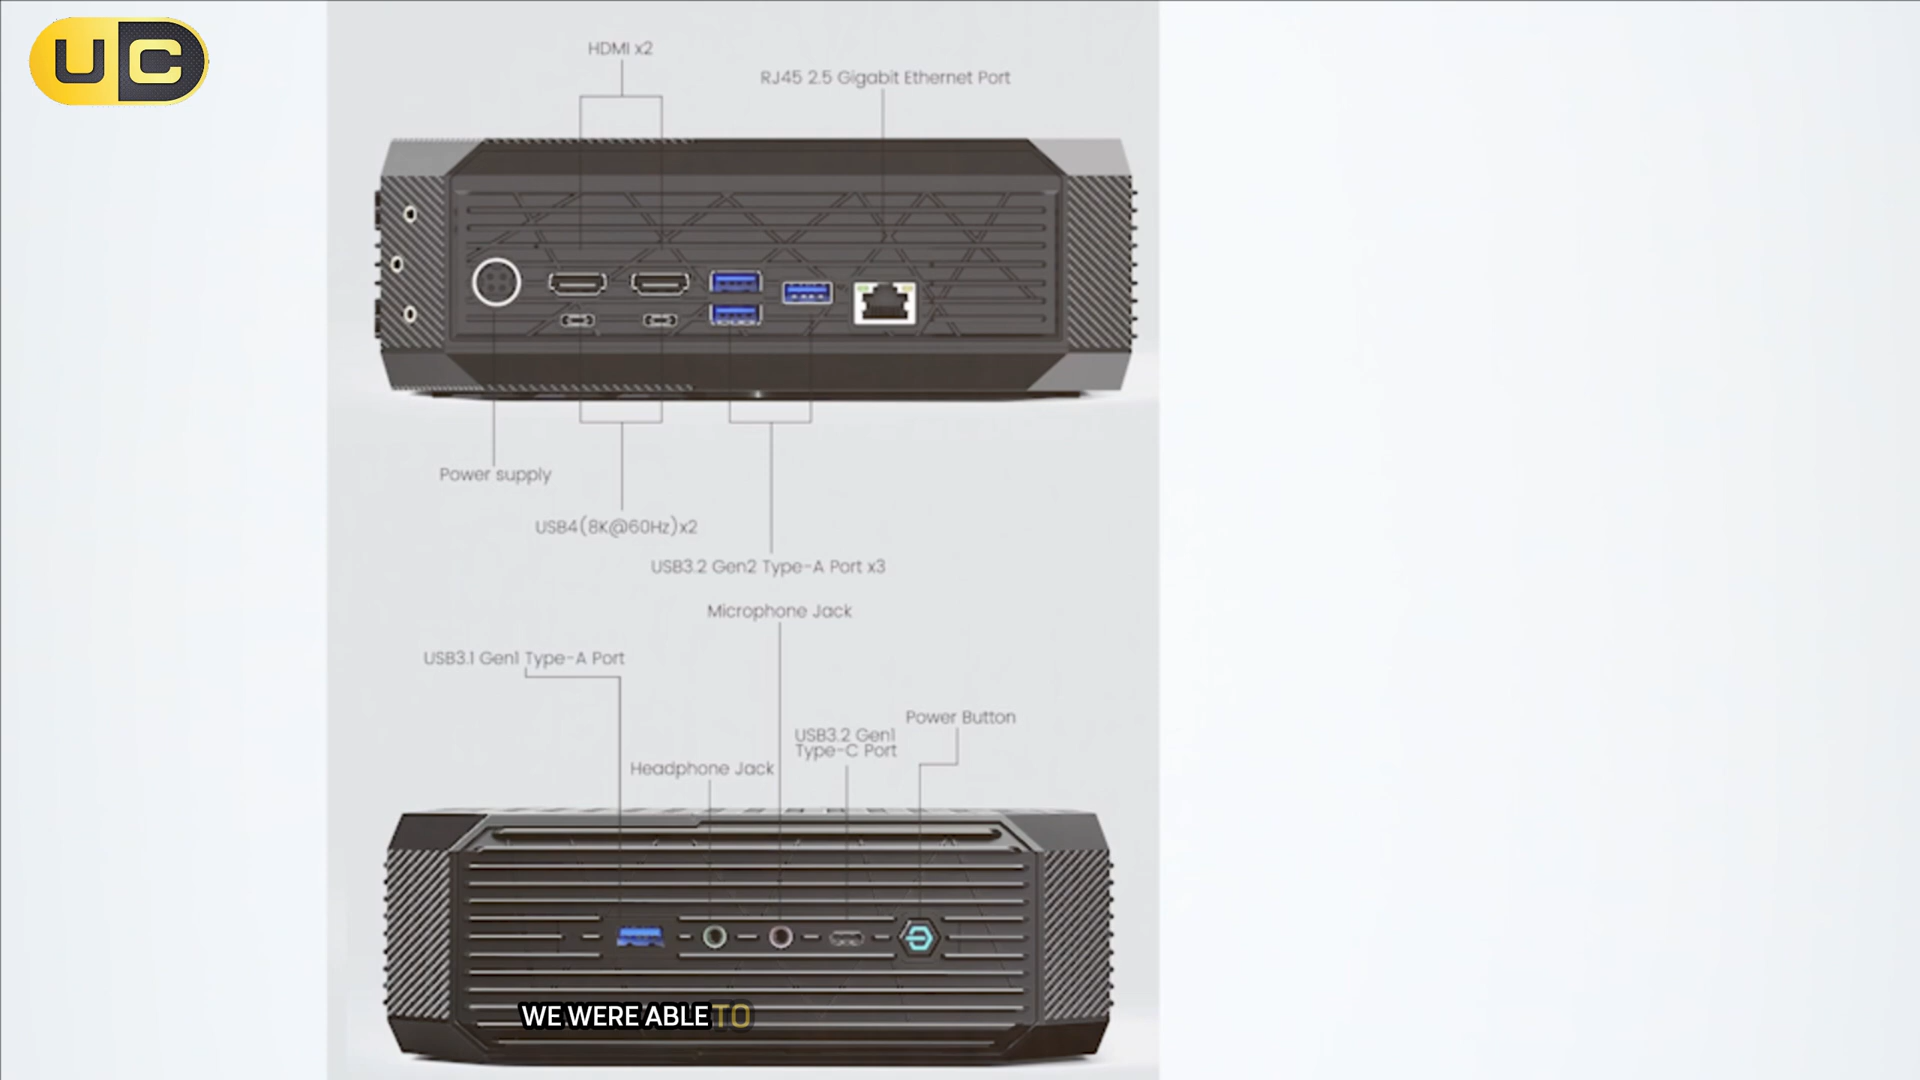 UC
HDMI x2
RJ45 2.5 Gigabit Ethernet Port
Power supply
USB4(8K@60Hz)x2
USB3.2 Gen2 Type-A Port x3
Microphone Jack
USB3.1 Gen1 Type-A Port
Power Button
USB3.2 Gen1
Type-C Port
Headphone Jack
WE WERE ABLE TO